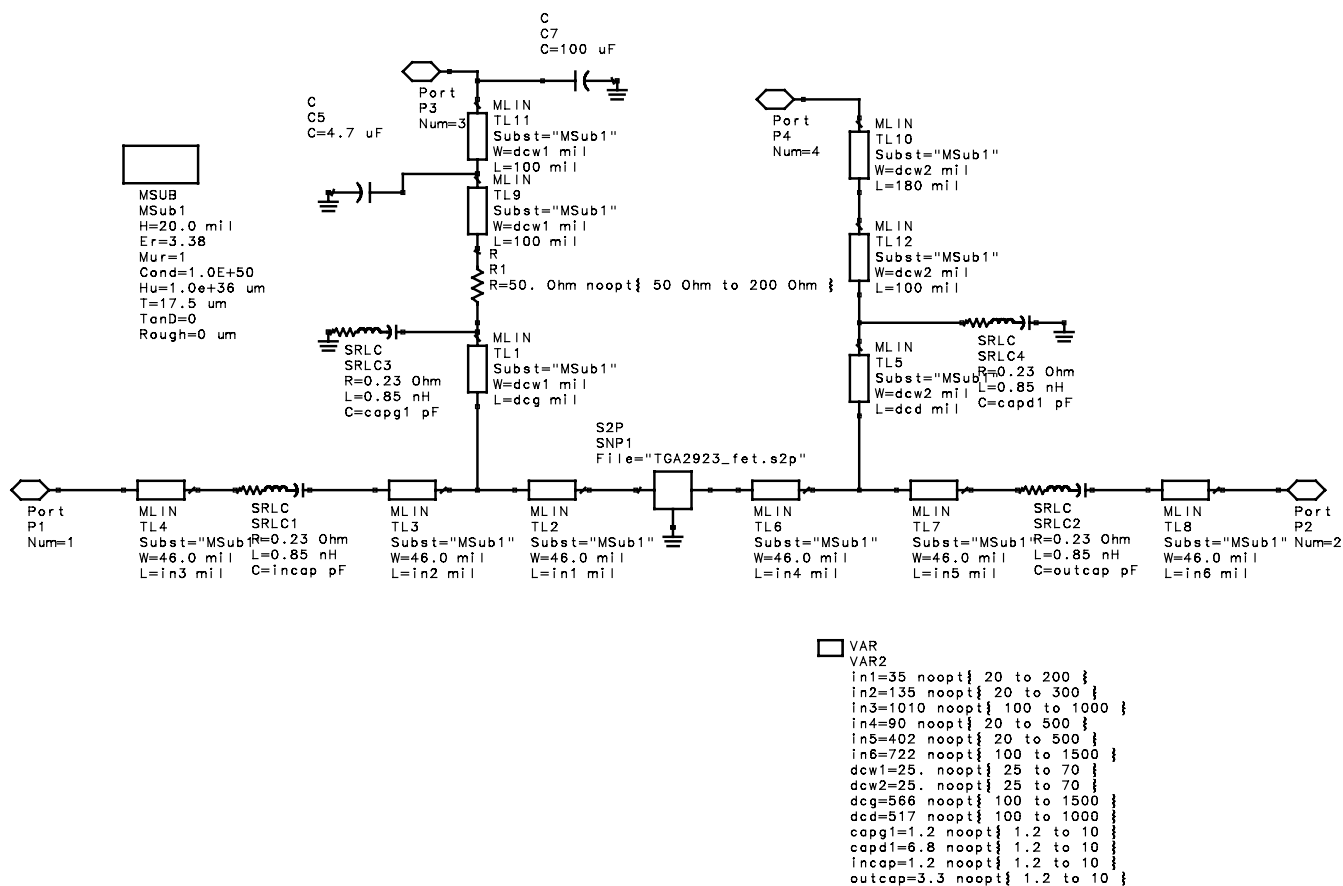 C
C7
C=100 uF
Port
P3
Num=3
C
C5
C=4.7 uF
MLIN
TL11
Subst="MSub1"
W=dcw1 mil
L=100 mil
MLIN
TL9
Subst="MSub1"
W=dcw1 mil
L=100 mil
R
R1
R=50. Ohm noopt{ 50 Ohm to 200 Ohm }
MSUB
MSub1
H=20.0 mil
Er=3.38
Mur=1
Cond=1.0E+50
Hu=1.0e+36 um
T=17.5 um
TanD=0
Rough=0 um
SRLC
SRLC3
R=0.23 Ohm
L=0.85 nH
C=capg1 pF
MLIN
TL1
Subst="MSub1"
W=dcw1 mil
L=dcg mil
Port
P4
Num=4
MLIN
TL10
Subst="MSub1"
W=dcw2 mil
L=180 mil
MLIN
TL12
Subst="MSub1"
W=dcw2 mil
L=100 mil
MLIN
TL5
Subst="MSub1"
W=dcw2 mil
L=dcd mil
SRLC
SRLC4
R=0.23 Ohm
L=0.85 nH
C=capd1 pF
S2P
SNP1
File="TGA2923_fet.s2p"
Port
P1
Num=1
MLIN
TL4
Subst="MSub1"
W=46.0 mil
L=in3 mil
SRLC
SRLC1
R=0.23 Ohm
L=0.85 nH
C=incap pF
MLIN
TL3
Subst="MSub1"
W=46.0 mil
L=in2 mil
MLIN
TL2
Subst="MSub1"
W=46.0 mil
L=in1 mil
MLIN
TL6
Subst="MSub1"
W=46.0 mil
L=in4 mil
MLIN
TL7
Subst="MSub1"
W=46.0 mil
L=in5 mil
SRLC
SRLC2
R=0.23 Ohm
L=0.85 nH
C=outcap pF
MLIN
TL8
Subst="MSub1"
W=46.0 mil
L=in6 mil
Port
P2
Num=2
VAR
VAR2
in1=35 noopt{ 20 to 200 }
in2=135 noopt{ 20 to 300 }
in3=1010 noopt{ 100 to 1000 }
in4=90 noopt{ 20 to 500 }
in5=402 noopt{ 20 to 500 }
in6=722 noopt{ 100 to 1500 }
dcw1=25. noopt{ 25 to 70 }
dcw2=25. noopt{ 25 to 70 }
dcg=566 noopt{ 100 to 1500 }
dcd=517 noopt{ 100 to 1000 }
capg1=1.2 noopt{ 1.2 to 10 }
capd1=6.8 noopt{ 1.2 to 10 }
incap=1.2 noopt{ 1.2 to 10 }
outcap=3.3 noopt{ 1.2 to 10 }